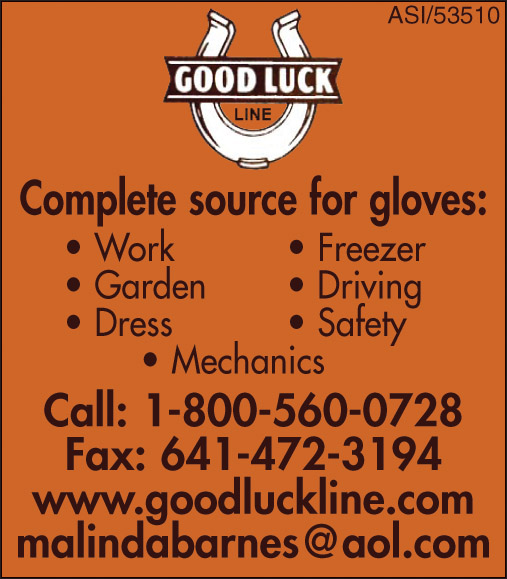 ASI/53510
GOOD LUCK
LINE
Complete source for gloves:
• Work • Freezer
• Garden • Driving
• Dress • Safety
• Mechanics
Call: 1-800-560-0728
Fax: 641-472-3194
www.goodluckline.com
malindabarnes@aol.com